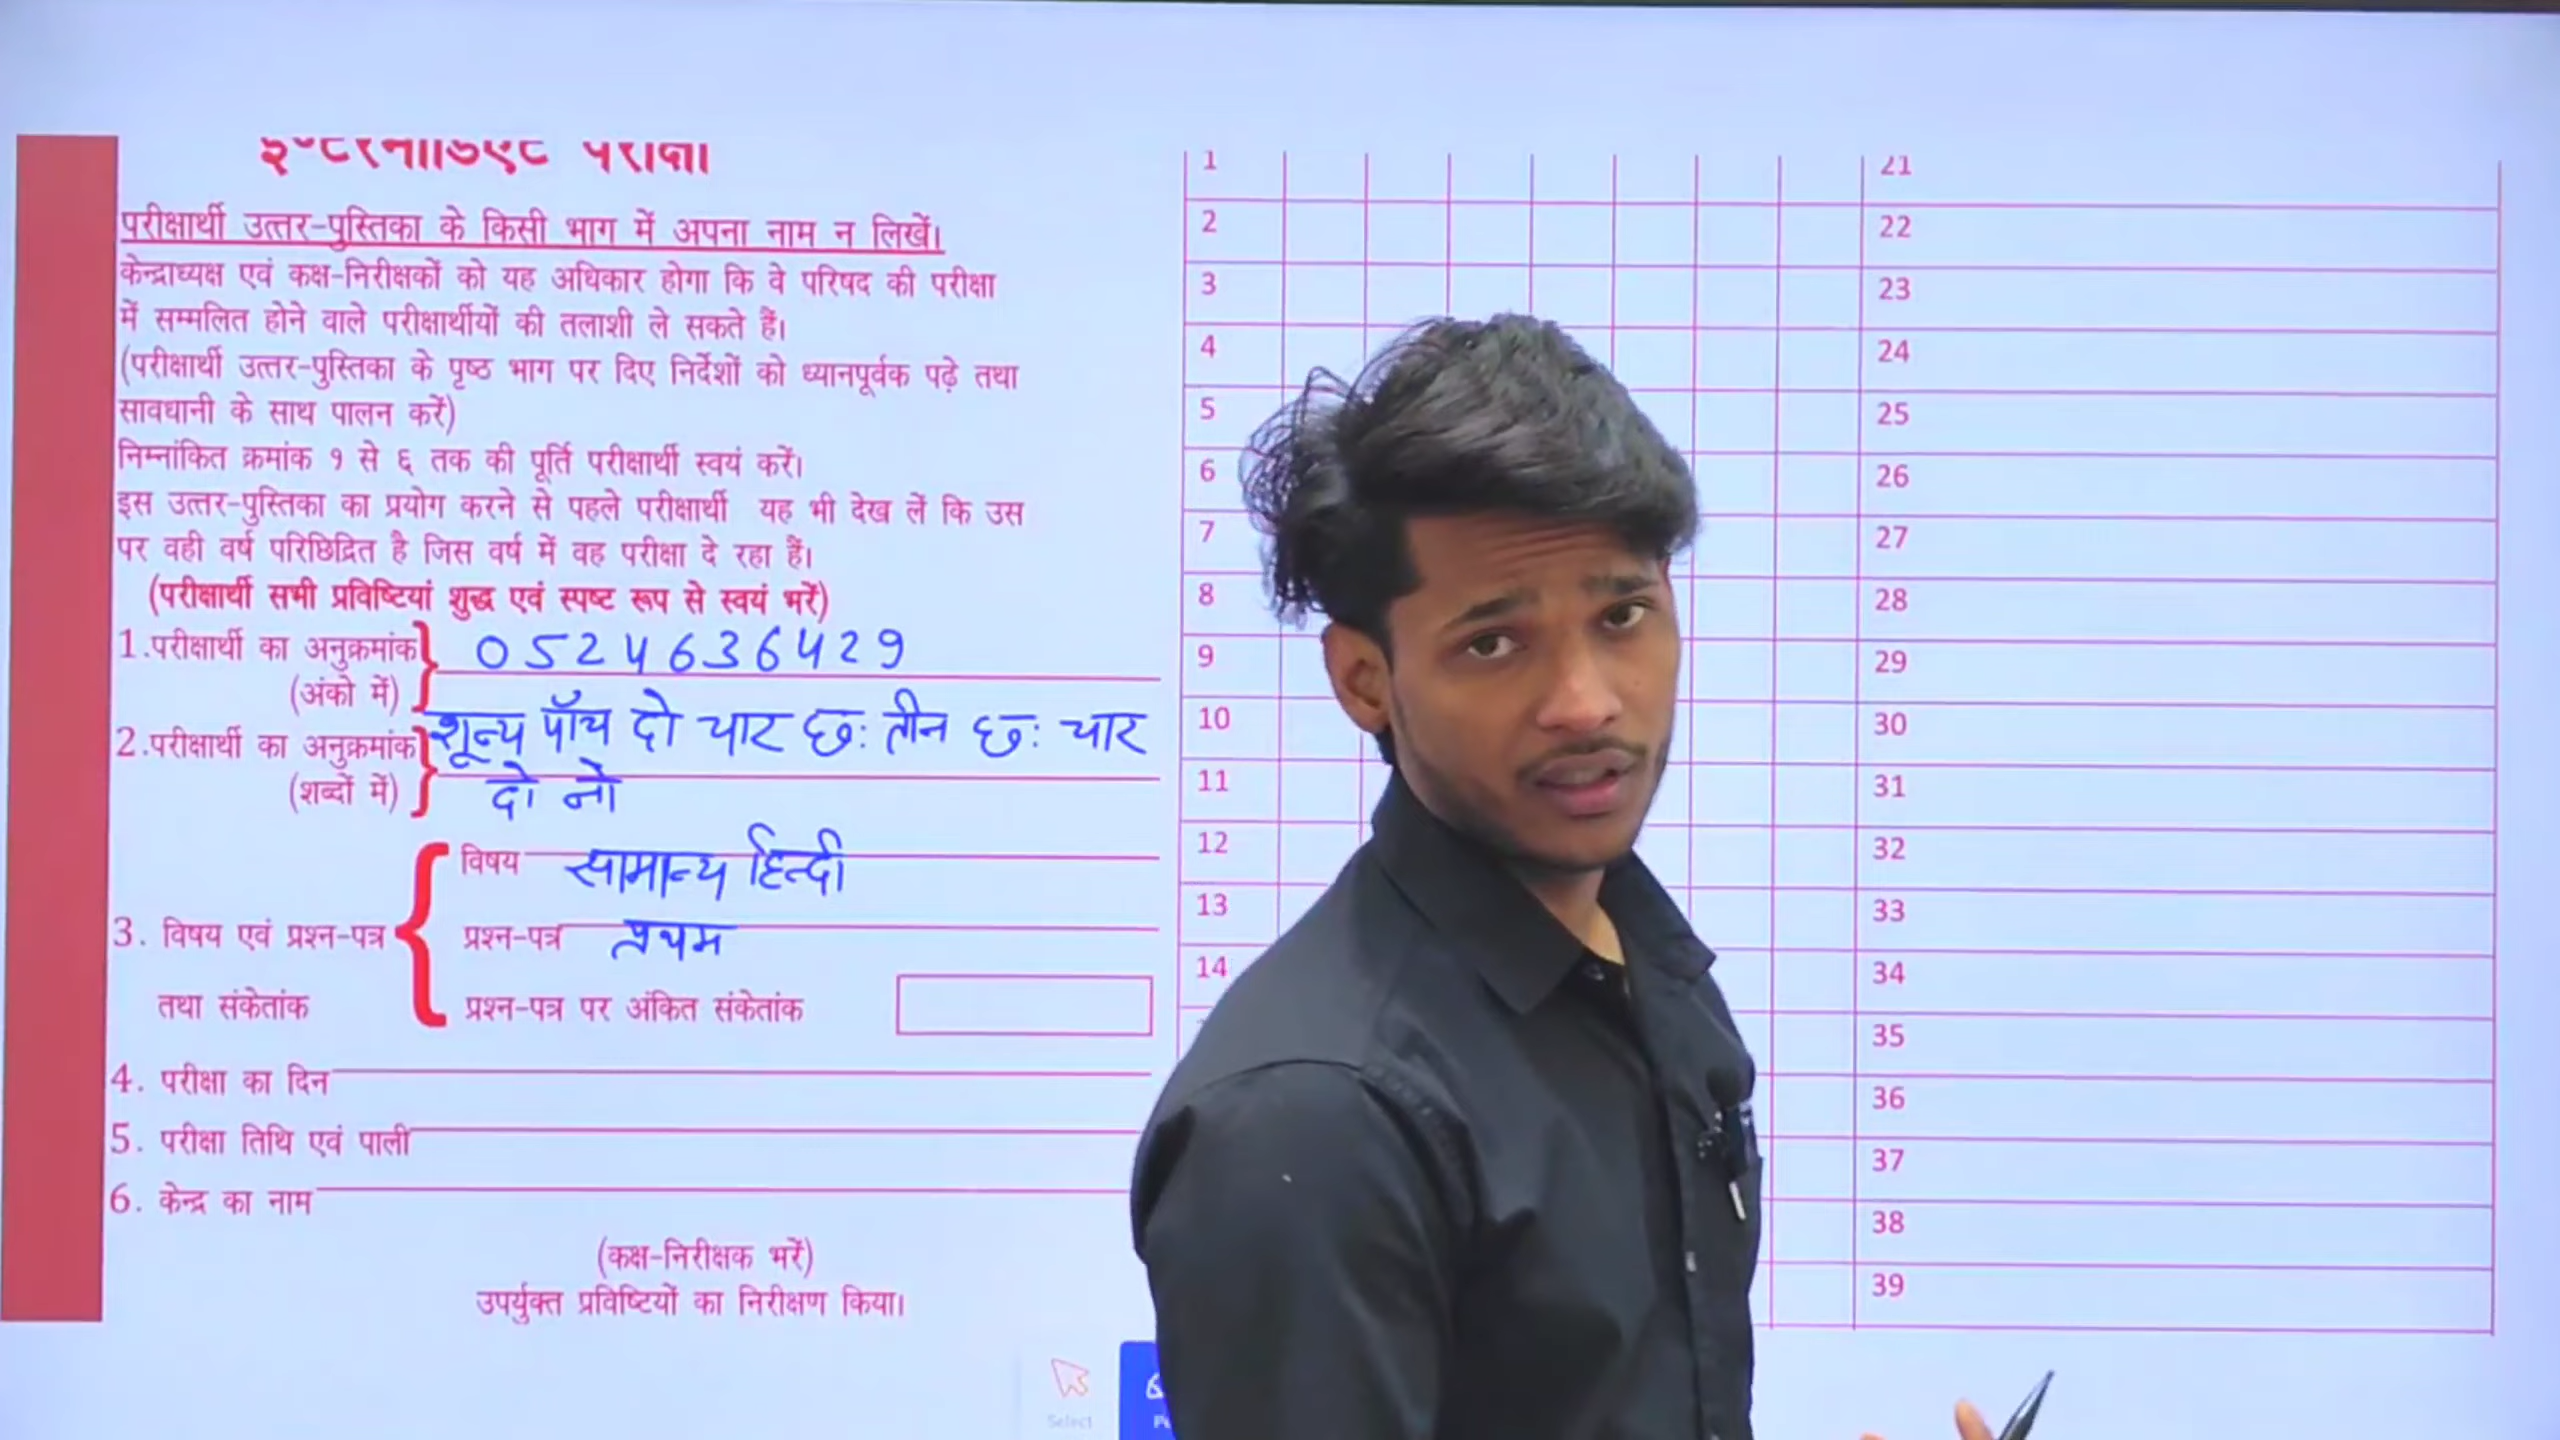 इण्टरमीडिएट परीक्षा
परीक्षार्थी उत्तर-पुस्तिका के किसी भाग में अपना नाम न लिखें।
केन्द्राध्यक्ष एवं कक्ष-निरीक्षकों को यह अधिकार होगा कि वे परिषद की परीक्षा
में सम्मलित होने वाले परीक्षार्थीयों की तलाशी ले सकते हैं।
(परीक्षार्थी उत्तर-पुस्तिका के पृष्ठ भाग पर दिए निर्देशों को ध्यानपूर्वक पढ़े तथा
सावधानी के साथ पालन करें)
निम्नांकित क्रमांक १ से ६ तक की पूर्ति परीक्षार्थी स्वयं करें।
इस उत्तर-पुस्तिका का प्रयोग करने से पहले परीक्षार्थी यह भी देख लें कि उस
पर वही वर्ष परिछिद्रित है जिस वर्ष में वह परीक्षा दे रहा हैं।
(परीक्षार्थी सभी प्रविष्टियां शुद्ध एवं स्पष्ट रूप से स्वयं भरें)
1.परीक्षार्थी का अनुक्रमांक 0524636429
(अंको में)
2.परीक्षार्थी का अनुक्रमांक शून्य पाँच दो चार छः तीन छः चार
(शब्दों में) दो नो
विषय सामान्य हिन्दी
3. विषय एवं प्रश्न-पत्र प्रश्न-पत्र प्रथम
तथा संकेतांक प्रश्न-पत्र पर अंकित संकेतांक
4. परीक्षा का दिन
5. परीक्षा तिथि एवं पाली
6. केन्द्र का नाम
(कक्ष-निरीक्षक भरें)
उपर्युक्त प्रविष्टियों का निरीक्षण किया।
1
2
3
4
5
6
7
8
9
10
11
12
13
14
21
22
23
24
25
26
27
28
29
30
31
32
33
34
35
36
37
38
39
Select